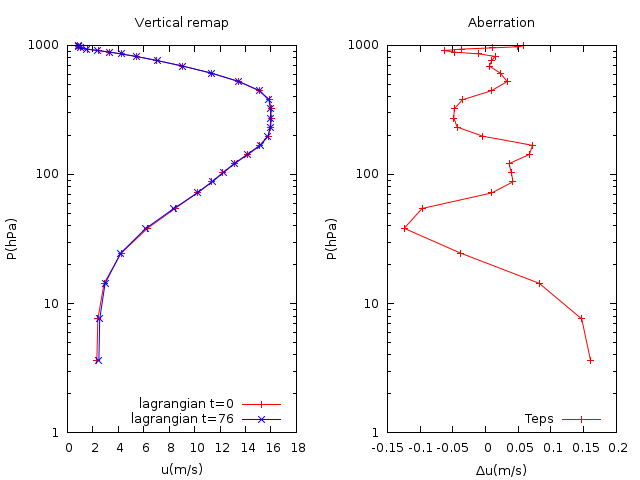 Vertical remap
1000
100
10
1
P(hPa)
lagrangian t=0
lagrangian t=76
0 2 4 6 8 10 12 14 16 18
u(m/s)
Aberration
1000
100
10
1
P(hPa)
Teps
-0.15 -0.1 -0.05 0 0.05 0.1 0.15 0.2
Δu(m/s)